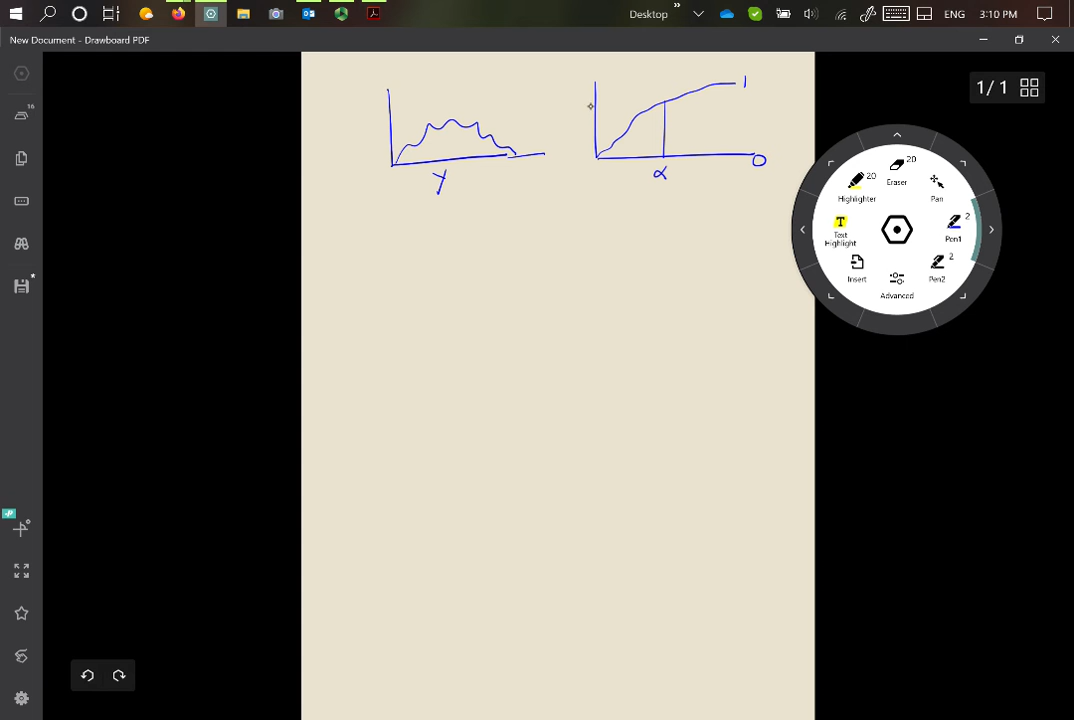 Desktop
ENG
3:10 PM
New Document - Drawboard PDF
1/1
16
1
0
y
α
20
Eraser
20
Highlighter
Pan
T
Text
Highlight
2
Pen1
Insert
2
Pen2
Advanced